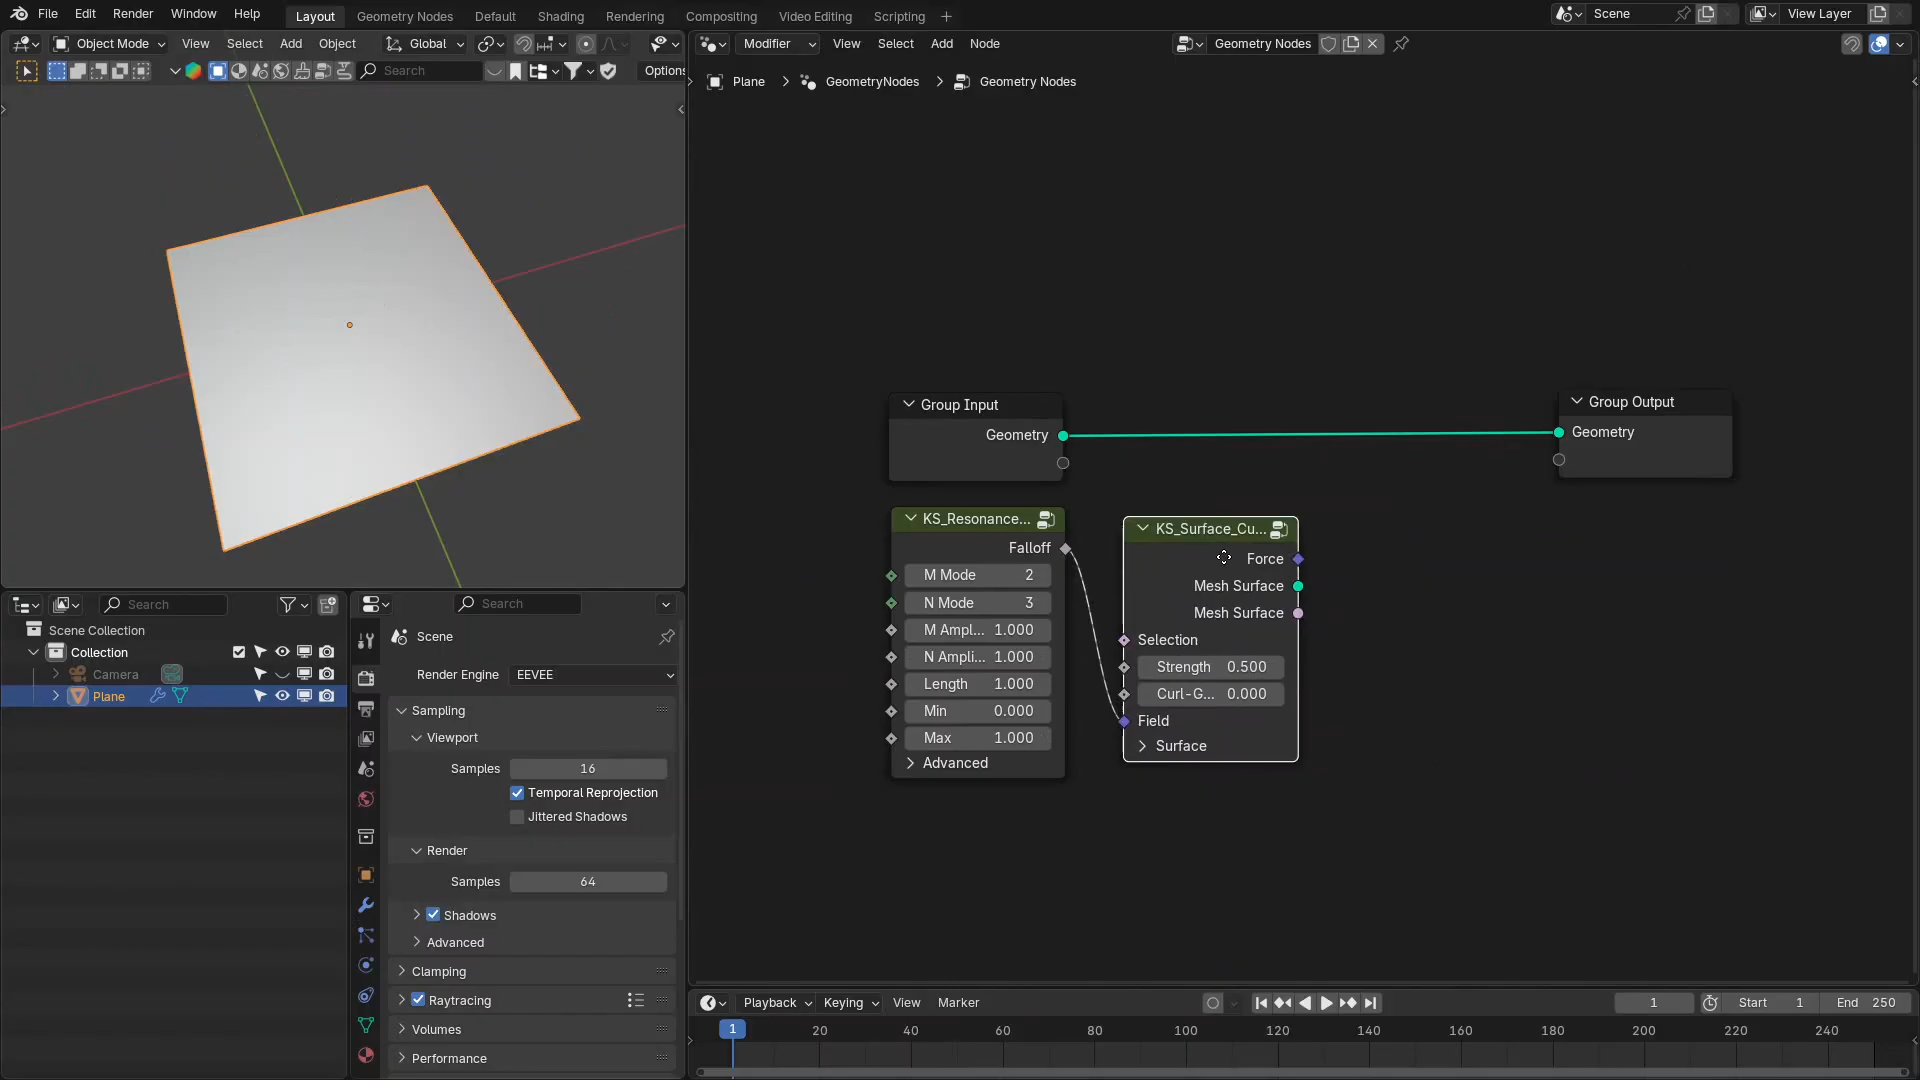 File Edit Render Window Help Layout Geometry Nodes Default Shading Rendering Compositing Video Editing Scripting Scene View Layer
Object Mode View Select Add Object Global
Search Options
Modifier View Select Add Node Geometry Nodes
Plane GeometryNodes Geometry Nodes
Group Input
Geometry
Group Output
Geometry
KS_Resonance...
Falloff
M Mode 2
N Mode 3
M Ampl... 1.000
N Ampli... 1.000
Length 1.000
Min 0.000
Max 1.000
Advanced
KS_Surface_Cu...
Force
Mesh Surface
Mesh Surface
Selection
Strength 0.500
Curl-G... 0.000
Field
Surface
Search
Scene Collection
Collection
Camera
Plane
Search
Scene
Render Engine EEVEE
Sampling
Viewport
Samples 16
Temporal Reprojection
Jittered Shadows
Render
Samples 64
Shadows
Advanced
Clamping
Raytracing
Volumes
Performance
Playback Keying View Marker 1 Start 1 End 250
1 20 40 60 80 100 120 140 160 180 200 220 240